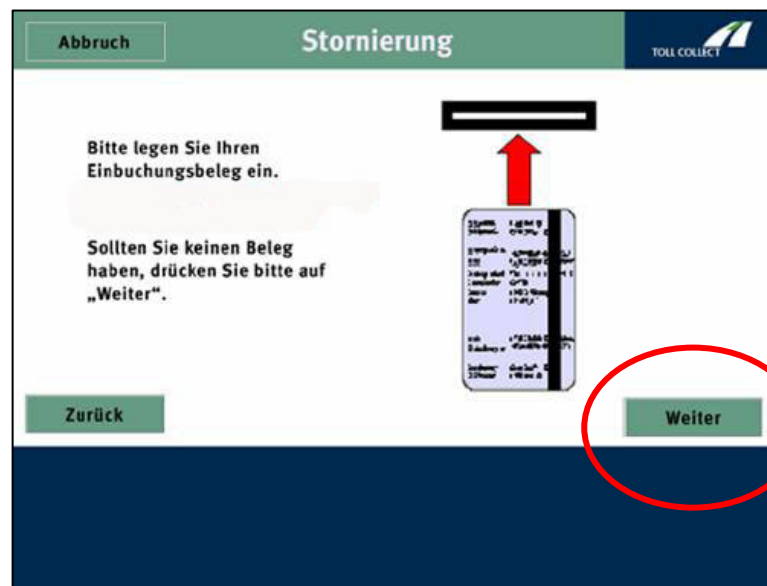 Abbruch
Stornierung
TOLL COLLECT
Bitte legen Sie Ihren
Einbuchungsbeleg ein.
Sollten Sie keinen Beleg
haben, drücken Sie bitte auf
„Weiter“.
Zurück
Weiter